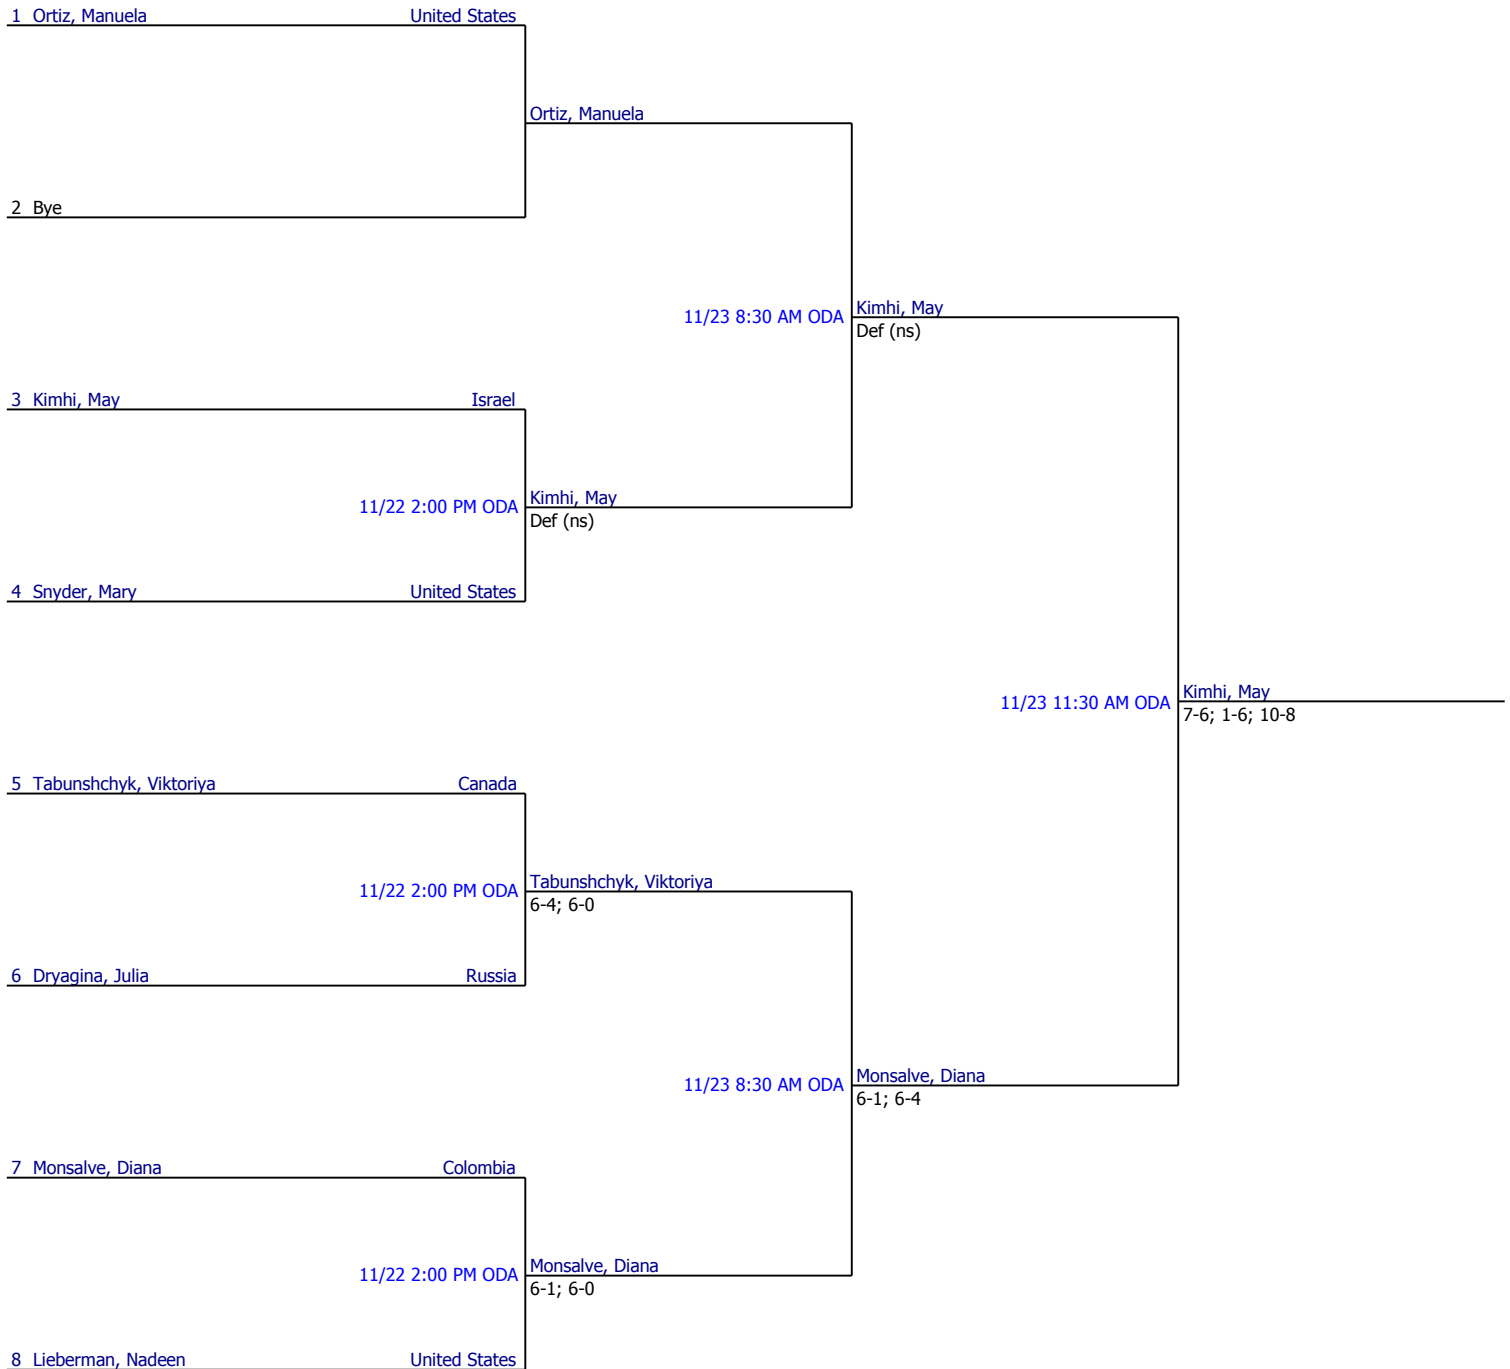 1 Ortiz, Manuela United States
Ortiz, Manuela
2 Bye
11/23 8:30 AM ODA Kimhi, May
Def (ns)
3 Kimhi, May Israel
11/22 2:00 PM ODA Kimhi, May
Def (ns)
4 Snyder, Mary United States
11/23 11:30 AM ODA Kimhi, May
7-6; 1-6; 10-8
5 Tabunshchyk, Viktoriya Canada
11/22 2:00 PM ODA Tabunshchyk, Viktoriya
6-4; 6-0
6 Dryagina, Julia Russia
11/23 8:30 AM ODA Monsalve, Diana
6-1; 6-4
7 Monsalve, Diana Colombia
11/22 2:00 PM ODA Monsalve, Diana
6-1; 6-0
8 Lieberman, Nadeen United States